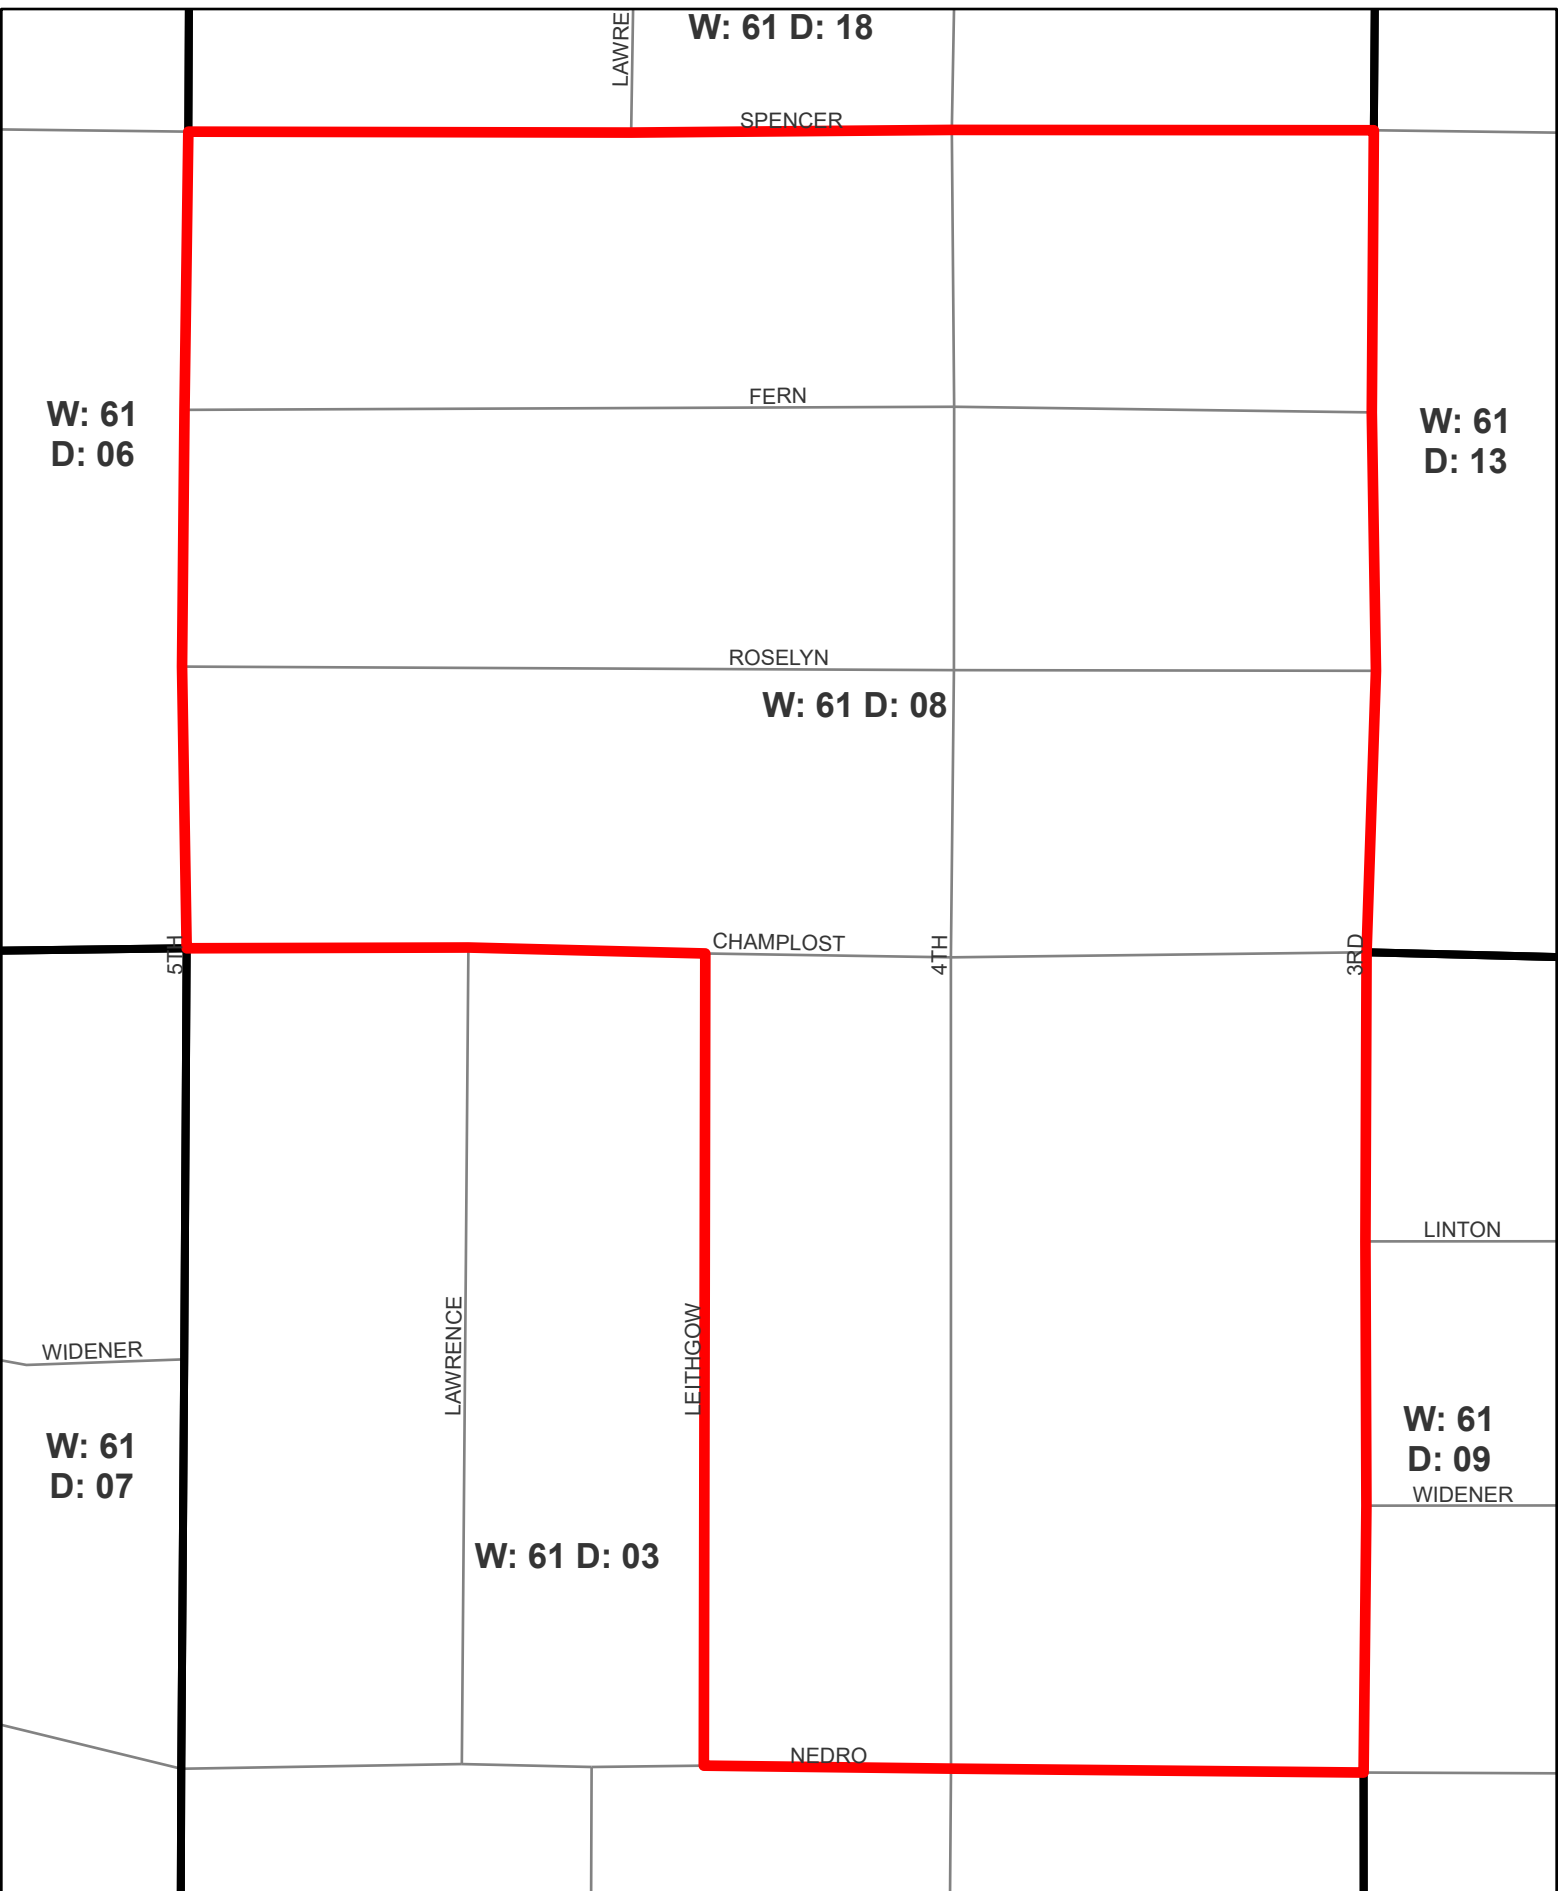 LAWRE
W: 61 D: 18
SPENCER
FERN
W: 61
D: 06
W: 61
D: 13
ROSELYN
W: 61 D: 08
5TH
CHAMPLOST
4TH
3RD
LINTON
LAWRENCE
LEITHGOW
WIDENER
W: 61
D: 07
W: 61
D: 09
WIDENER
W: 61 D: 03
NEDRO